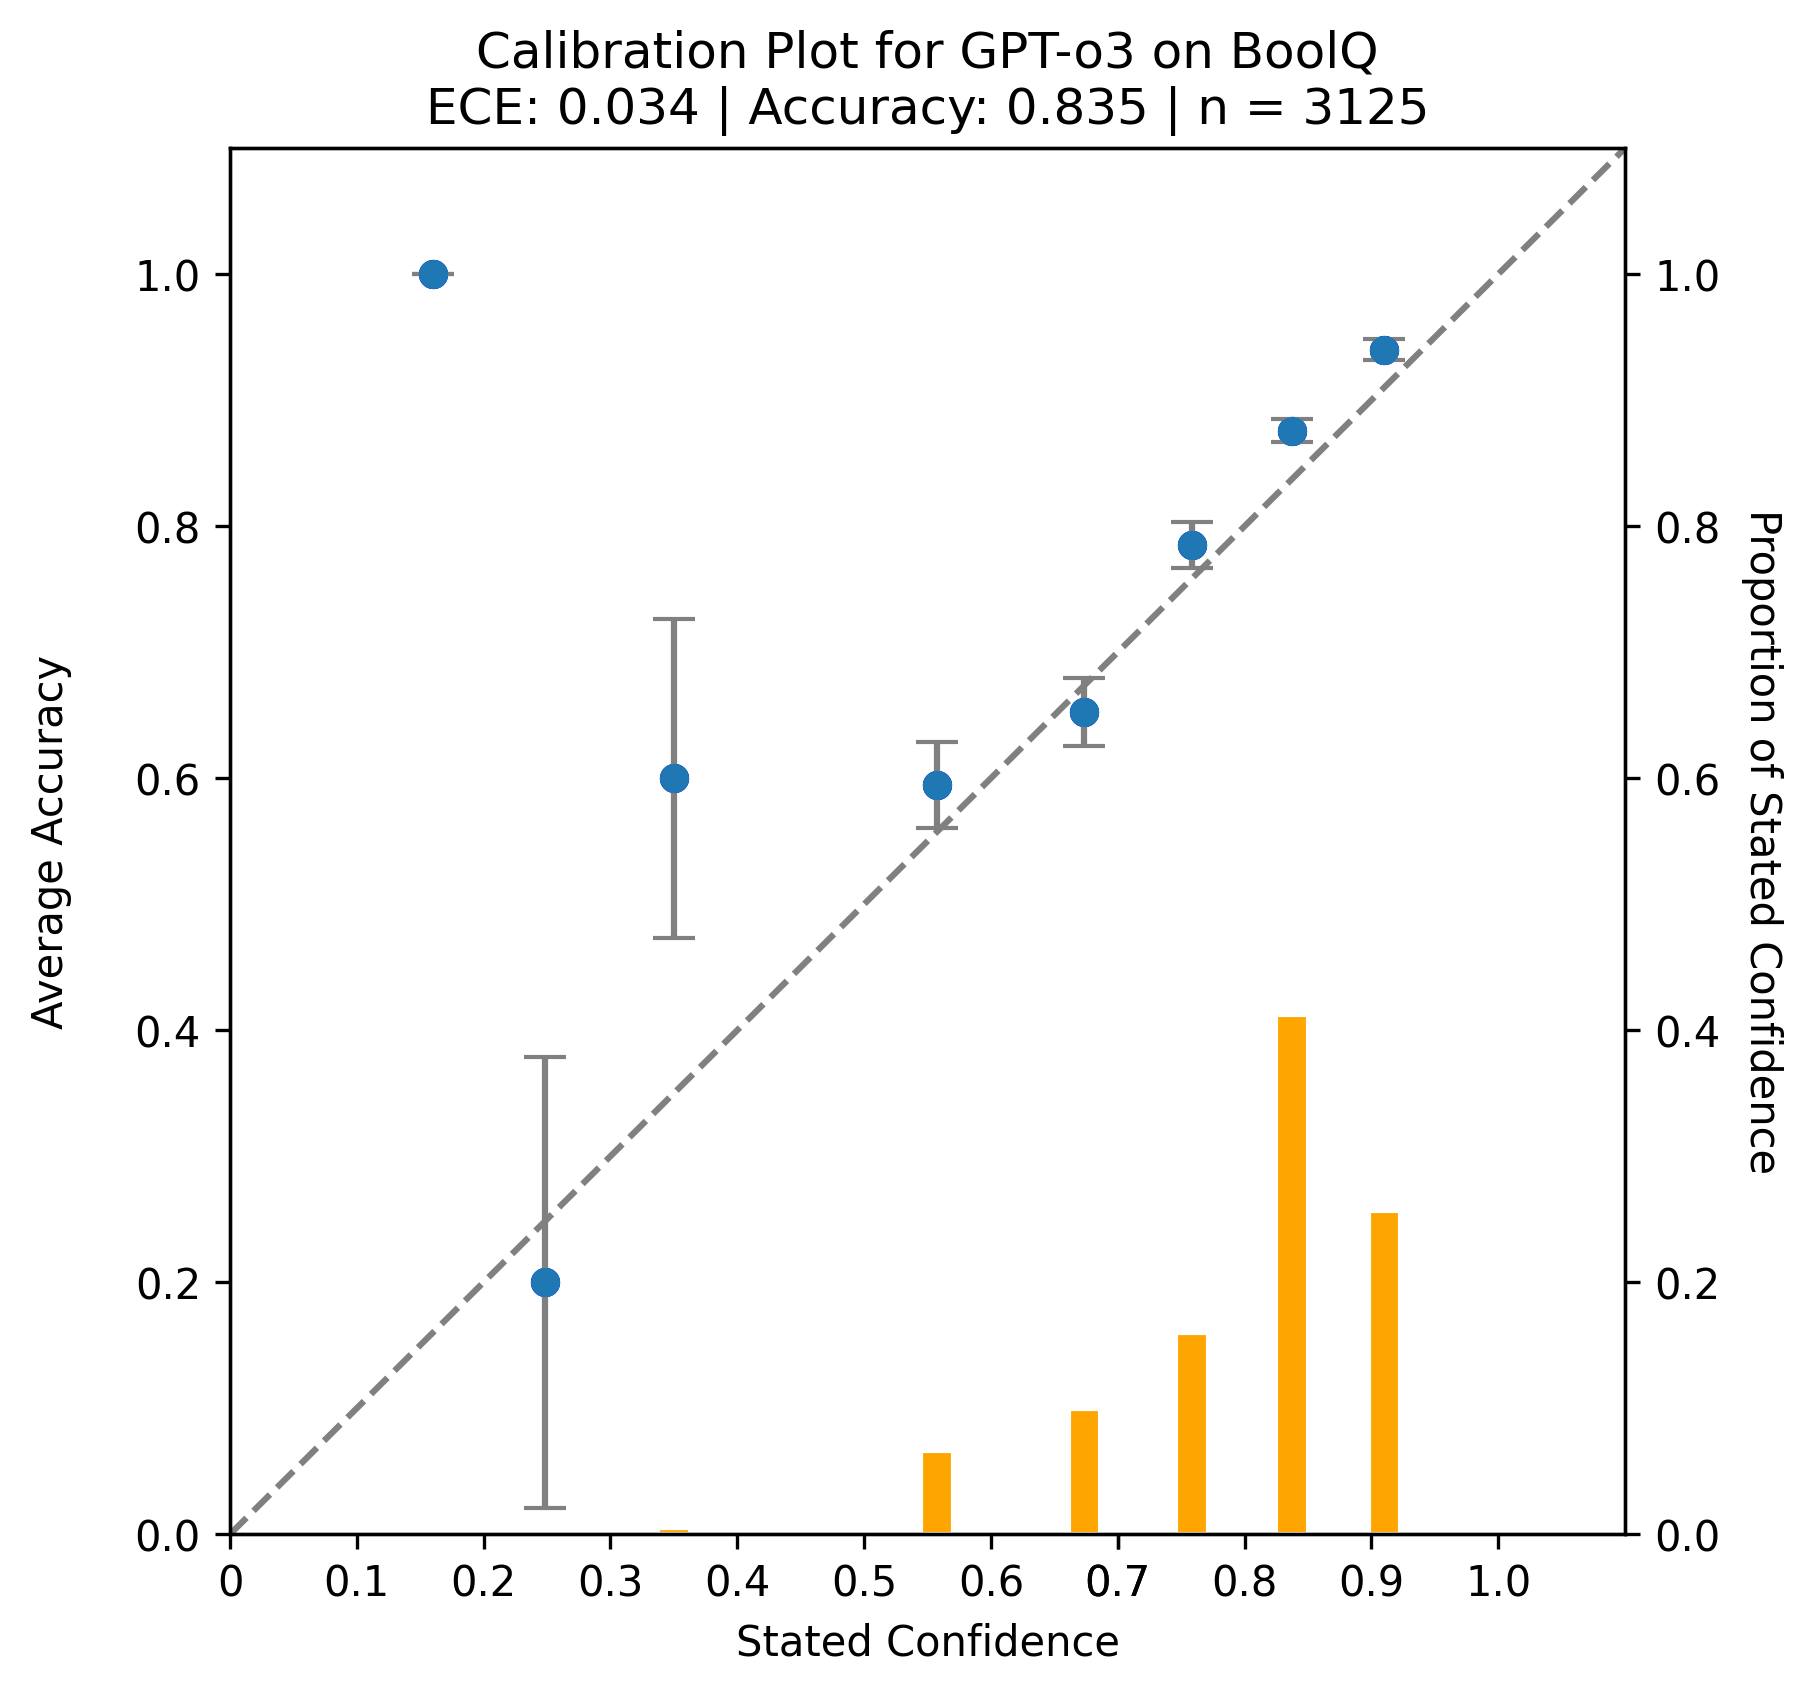 Calibration Plot for GPT-o3 on BoolQ
ECE: 0.034 | Accuracy: 0.835 | n = 3125
Average Accuracy
1.0
0.8
0.6
0.4
0.2
0.0
1.0
0.8
0.6
0.4
0.2
0.0
Proportion of Stated Confidence
0 0.1 0.2 0.3 0.4 0.5 0.6 0.7 0.8 0.9 1.0
Stated Confidence